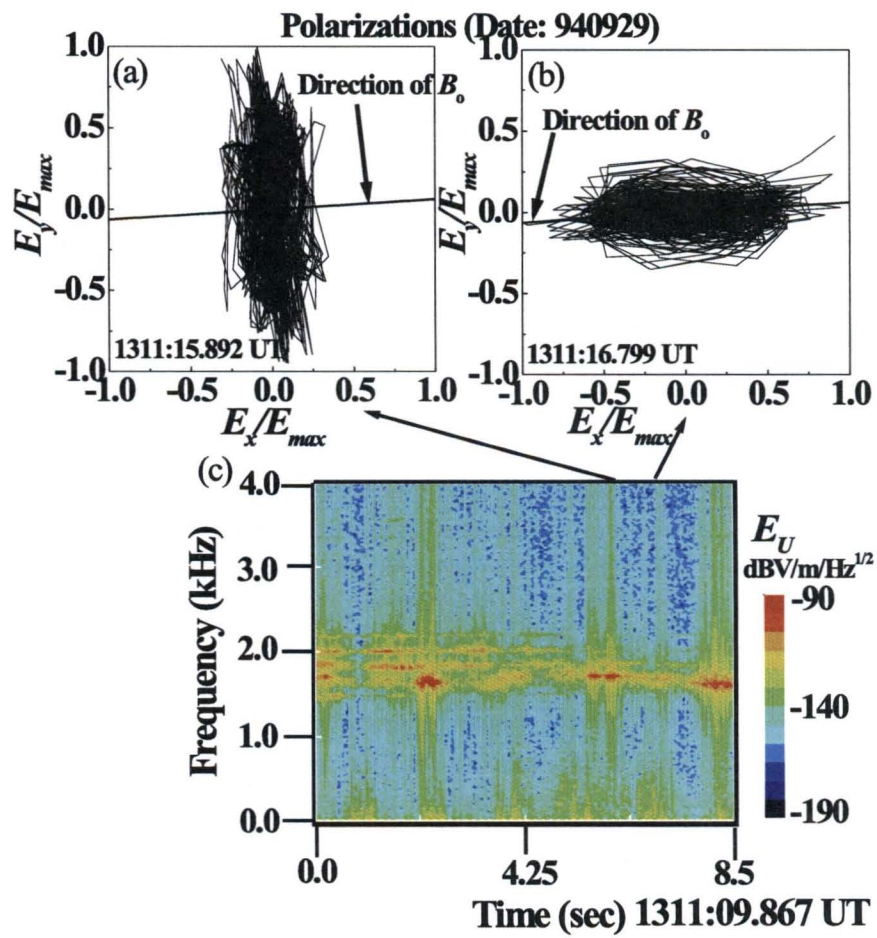 Polarizations (Date: 940929)
(a)
Direction of Bo
1.0
0.5
0.0
-0.5
-1.0
Ey/Emax
1311:15.892 UT
-1.0 -0.5 0.0 0.5 1.0
Ex/Emax
(b)
Direction of Bo
1.0
0.5
0.0
-0.5
-1.0
Ey/Emax
1311:16.799 UT
-1.0 -0.5 0.0 0.5 1.0
Ex/Emax
(c)
4.0
3.0
2.0
1.0
0.0
Frequency (kHz)
0.0 4.25 8.5
Time (sec) 1311:09.867 UT
EU
dBV/m/Hz1/2
-90
-140
-190